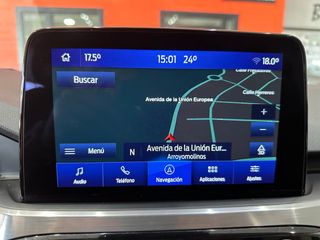 17.5° 15:01 24° 18.0°
Buscar
Calle Herreros
Avenida de la Unión Europea
+
−
Menú
N
Avenida de la Unión Eur...
Arroyomolinos
Audio
Teléfono
Navegación
Aplicaciones
Ajustes